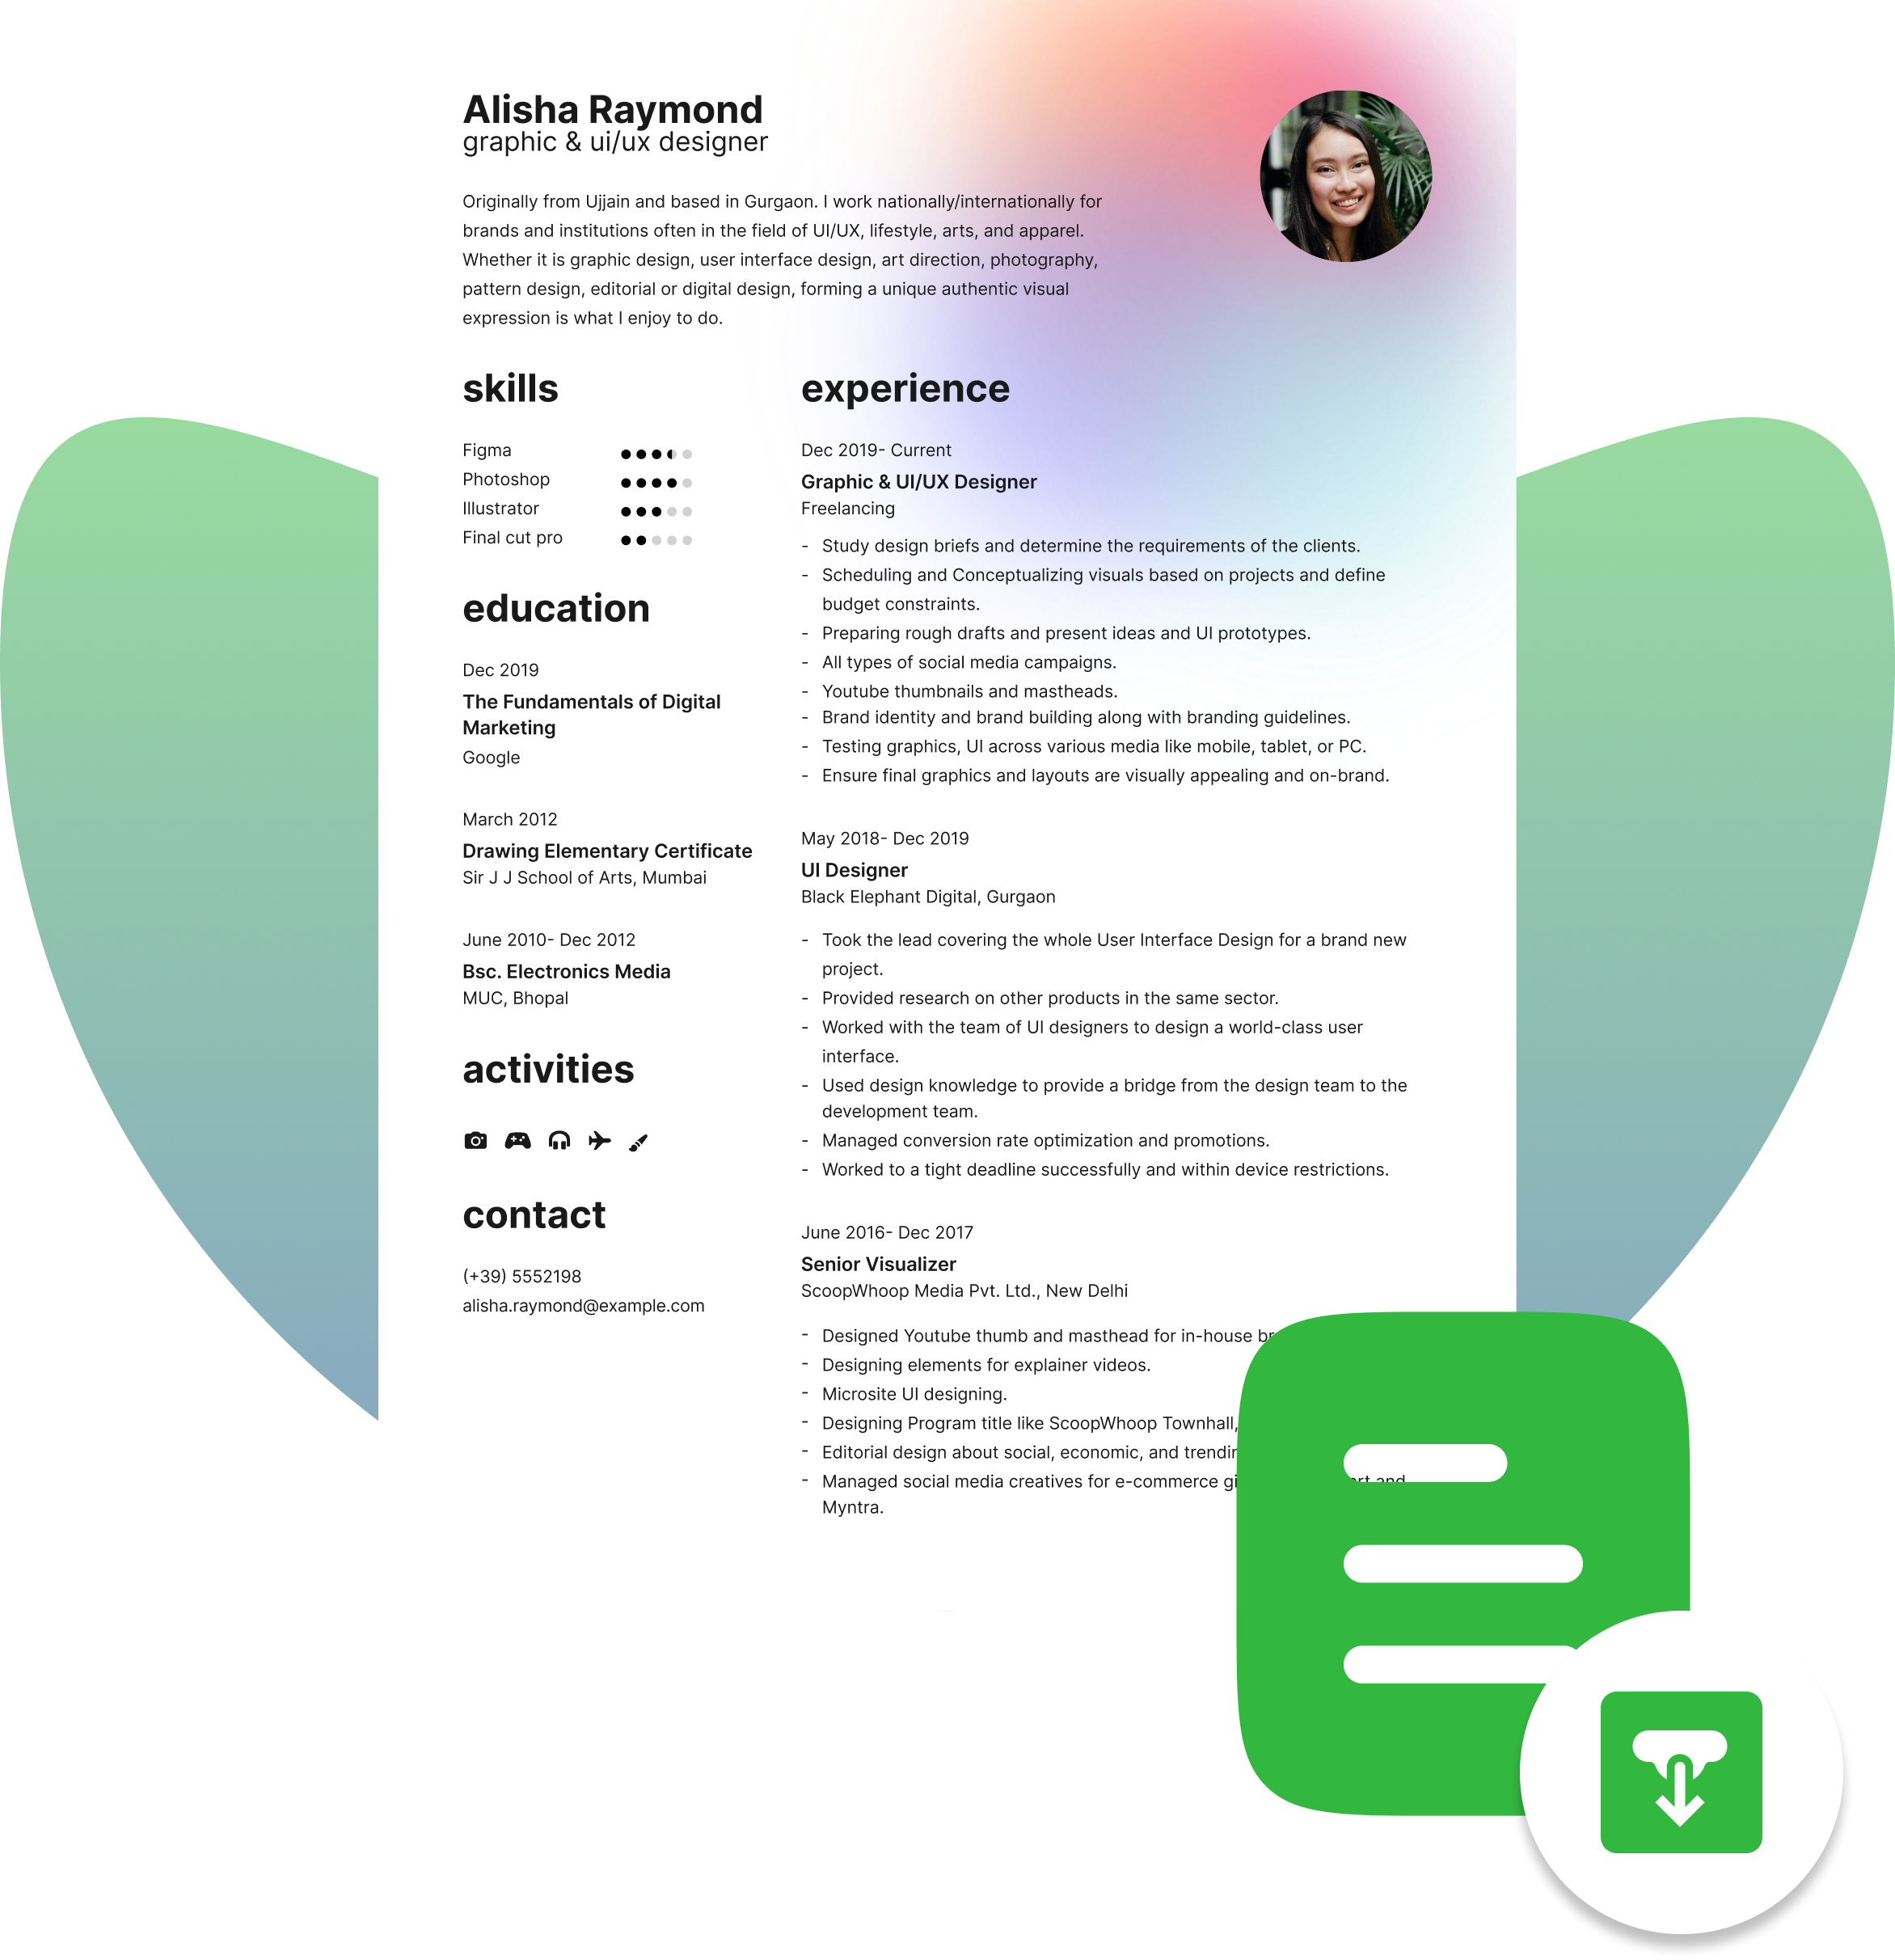 Alisha Raymond
graphic & ui/ux designer
Originally from Ujjain and based in Gurgaon. I work nationally/internationally for
brands and institutions often in the field of UI/UX, lifestyle, arts, and apparel.
Whether it is graphic design, user interface design, art direction, photography,
pattern design, editorial or digital design, forming a unique authentic visual
expression is what I enjoy to do.
skills
Figma
Photoshop
Illustrator
Final cut pro
education
Dec 2019
The Fundamentals of Digital
Marketing
Google
March 2012
Drawing Elementary Certificate
Sir J J School of Arts, Mumbai
June 2010- Dec 2012
Bsc. Electronics Media
MUC, Bhopal
activities
contact
(+39) 5552198
alisha.raymond@example.com
experience
Dec 2019- Current
Graphic & UI/UX Designer
Freelancing
- Study design briefs and determine the requirements of the clients.
- Scheduling and Conceptualizing visuals based on projects and define
budget constraints.
- Preparing rough drafts and present ideas and UI prototypes.
- All types of social media campaigns.
- Youtube thumbnails and mastheads.
- Brand identity and brand building along with branding guidelines.
- Testing graphics, UI across various media like mobile, tablet, or PC.
- Ensure final graphics and layouts are visually appealing and on-brand.
May 2018- Dec 2019
UI Designer
Black Elephant Digital, Gurgaon
- Took the lead covering the whole User Interface Design for a brand new
project.
- Provided research on other products in the same sector.
- Worked with the team of UI designers to design a world-class user
interface.
- Used design knowledge to provide a bridge from the design team to the
development team.
- Managed conversion rate optimization and promotions.
- Worked to a tight deadline successfully and within device restrictions.
June 2016- Dec 2017
Senior Visualizer
ScoopWhoop Media Pvt. Ltd., New Delhi
- Designed Youtube thumb and masthead for in-house
- Designing elements for explainer videos.
- Microsite UI designing.
- Designing Program title like ScoopWhoop Townhall,
- Editorial design about social, economic, and
- Managed social media creatives for e-commerce
and
Myntra.